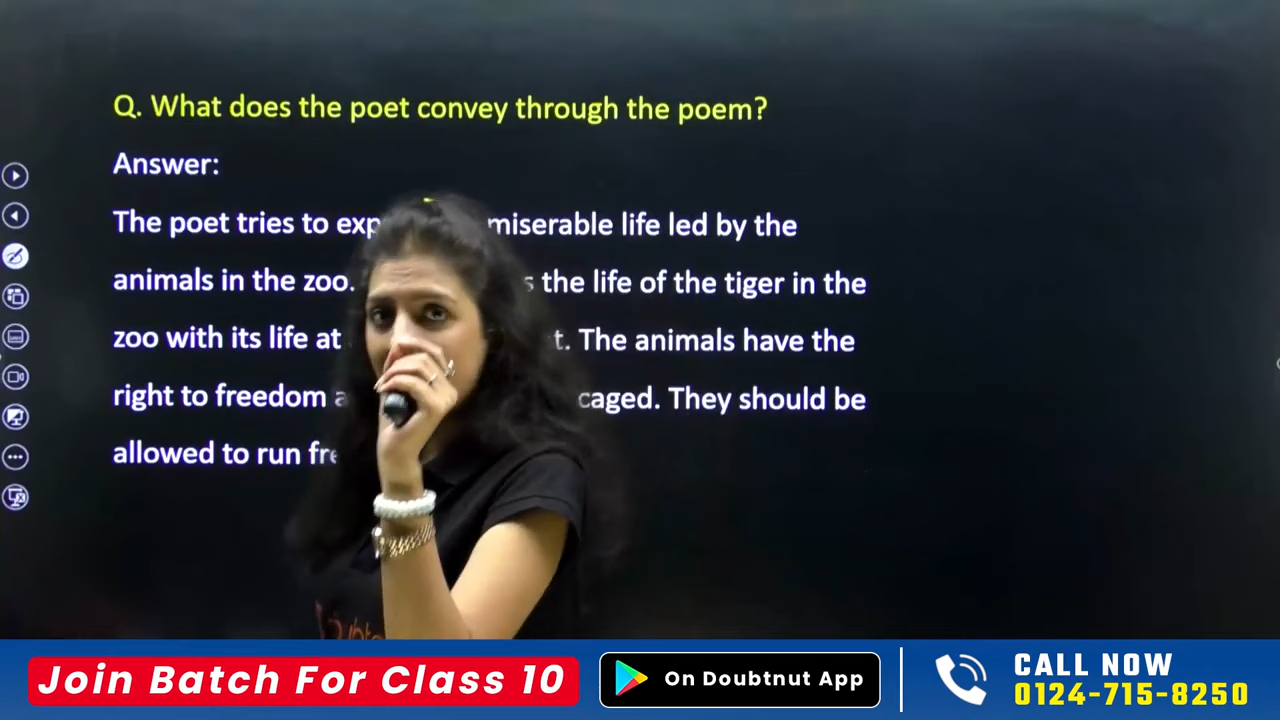 Q. What does the poet convey through the poem?
Answer:
The poet tries to miserable life led by the
animals in the zoo. the life of the tiger in the
zoo with its life at The animals have the
right to freedom caged. They should be
allowed to run
Join Batch For Class 10
On Doubtnut App
CALL NOW
0124-715-8250